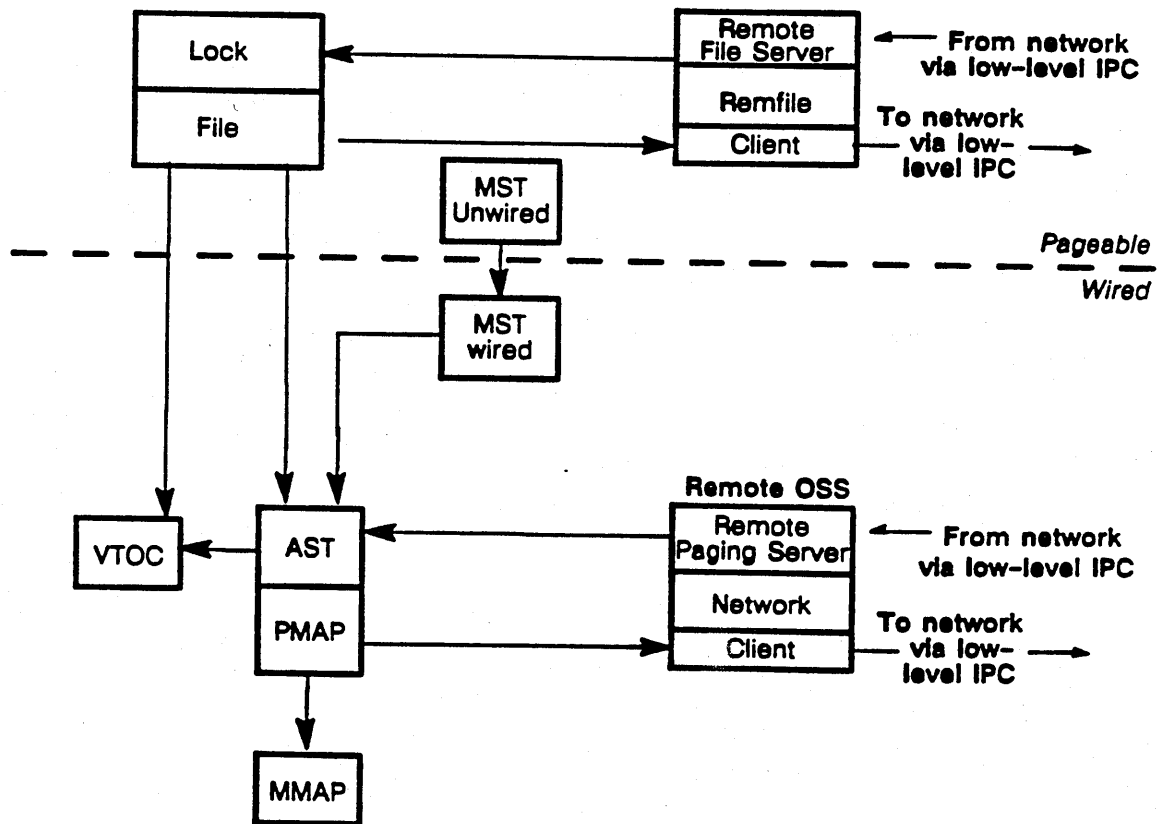 Lock
File
Remote
File Server
Remfile
Client
From network
via low-level IPC
To network
via low-
level IPC
MST
Unwired
Pageable
Wired
MST
wired
VTOC
AST
PMAP
MMAP
Remote OSS
Remote
Paging Server
Network
Client
From network
via low-level IPC
To network
via low-
level IPC